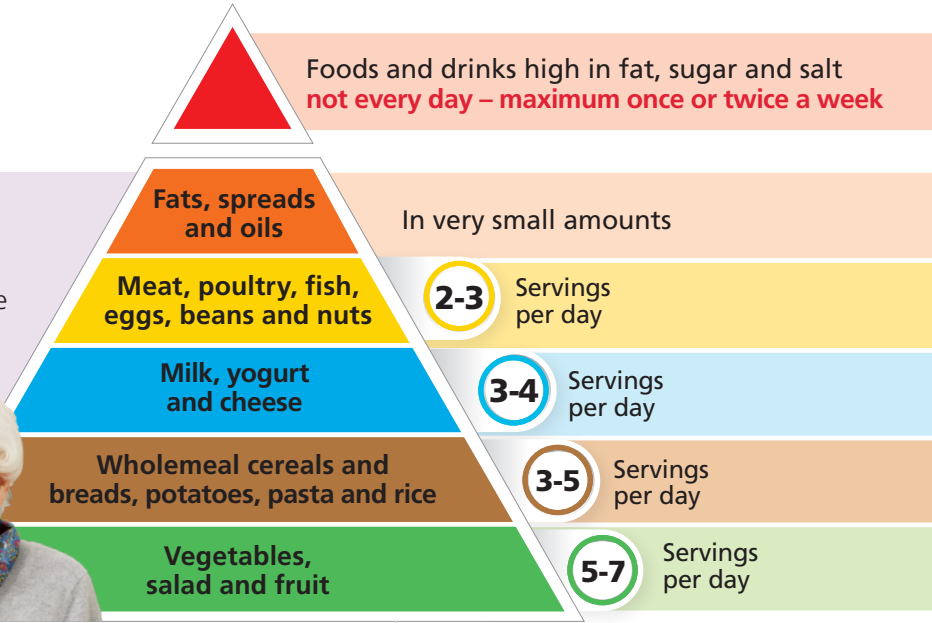 Foods and drinks high in fat, sugar and salt
not every day – maximum once or twice a week
Fats, spreads
and oils
In very small amounts
Meat, poultry, fish,
eggs, beans and nuts
2-3
Servings
per day
Milk, yogurt
and cheese
3-4
Servings
per day
Wholemeal cereals and
breads, potatoes, pasta and rice
3-5
Servings
per day
Vegetables,
salad and fruit
5-7
Servings
per day